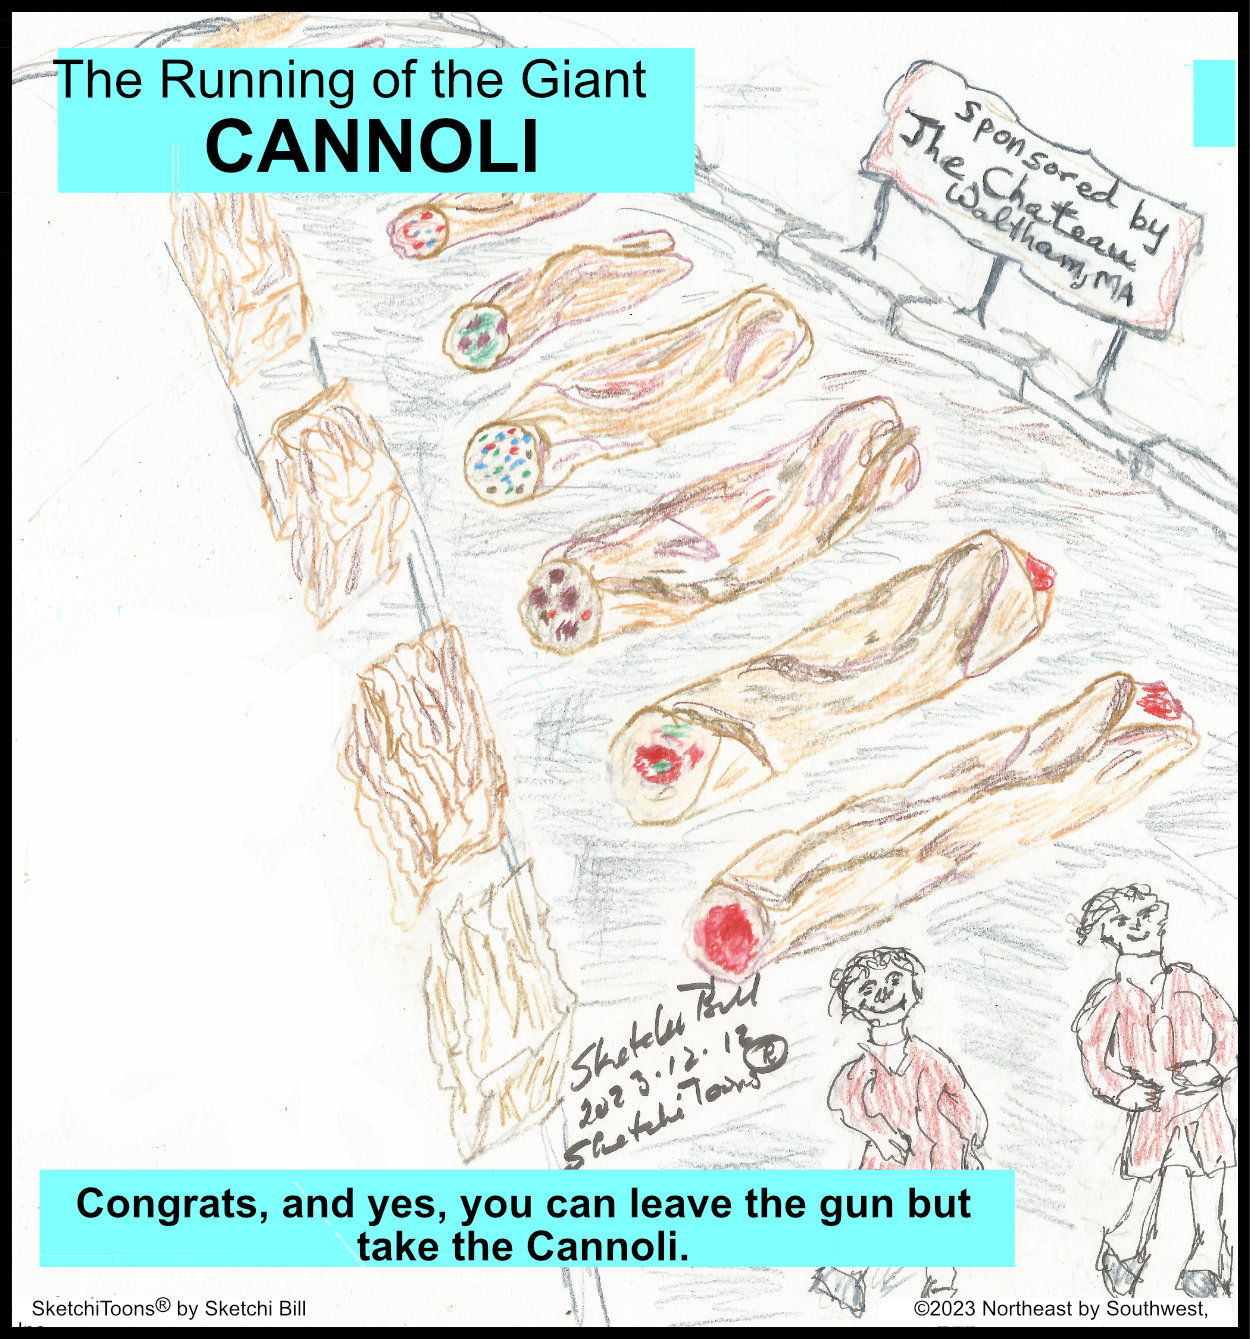 The Running of the Giant
CANNOLI
Sponsored by
The Chateau
Waltham, MA
Sketchi Bill
2023.12.12
SketchiToons ®
Congrats, and yes, you can leave the gun but
take the Cannoli.
SketchiToons® by Sketchi Bill
©2023 Northeast by Southwest,